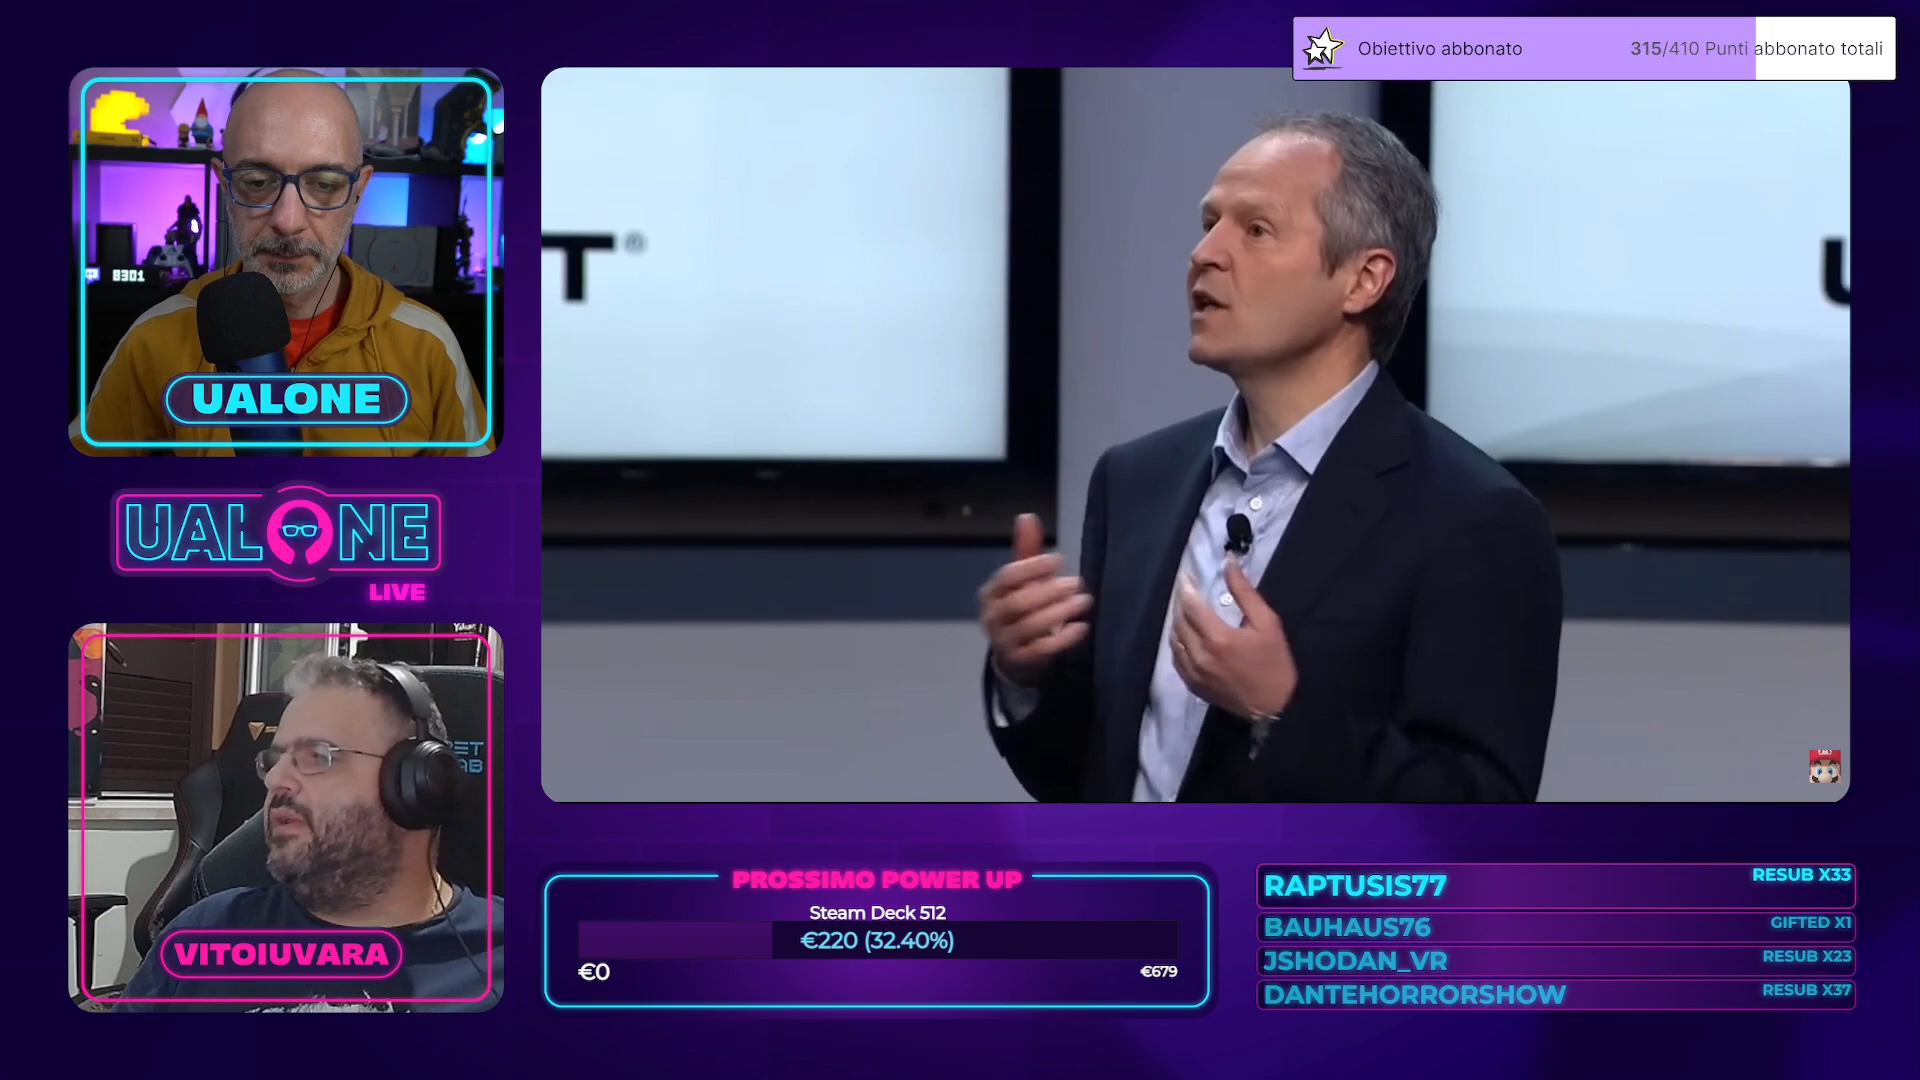 Obiettivo abbonato
315/410 Punti abbonato totali
T®
U
8301
UALONE
UALONE
LIVE
VITOIUVARA
PROSSIMO POWER UP
Steam Deck 512
€220 (32.40%)
€0
€679
RAPTUSIS77 RESUB X33
BAUHAUS76 GIFTED X1
JSHODAN_VR RESUB X23
DANTEHORRORSHOW RESUB X37